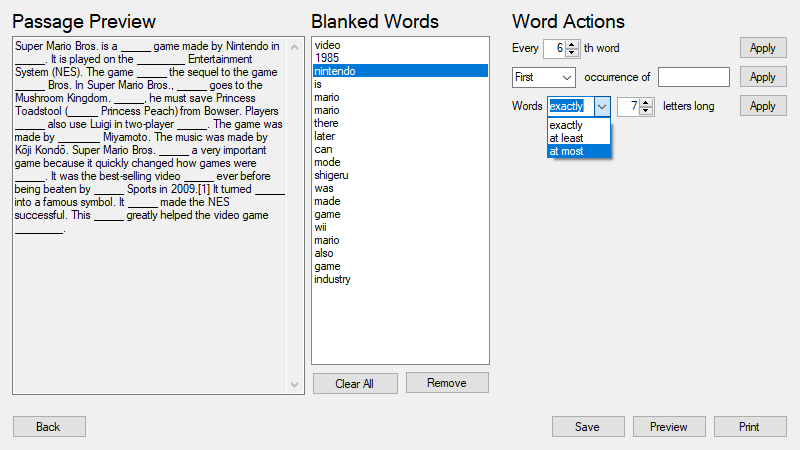 Passage Preview
Super Mario Bros. is a _____ game made by Nintendo in
_____. It is played on the ________ Entertainment
System (NES). The game _____ the sequel to the game
_____ Bros. In Super Mario Bros., _____ goes to the
Mushroom Kingdom. _____, he must save Princess
Toadstool (_____ Princess Peach) from Bowser. Players
_____ also use Luigi in two-player _____. The game was
made by _______ Miyamoto. The music was made by
Kōji Kondō. Super Mario Bros. _____ a very important
game because it quickly changed how games were
_____. It was the best-selling video _____ ever before
being beaten by _____ Sports in 2009.[1] It turned _____
into a famous symbol. It _____ made the NES
successful. This _____ greatly helped the video game
________.
Blanked Words
video
1985
nintendo
is
mario
mario
there
later
can
mode
shigeru
was
made
game
wii
mario
also
game
industry
Clear All
Remove
Word Actions
Every 6 th word Apply
First occurrence of Apply
Words exactly 7 letters long Apply
exactly
at least
at most
Back
Save
Preview
Print